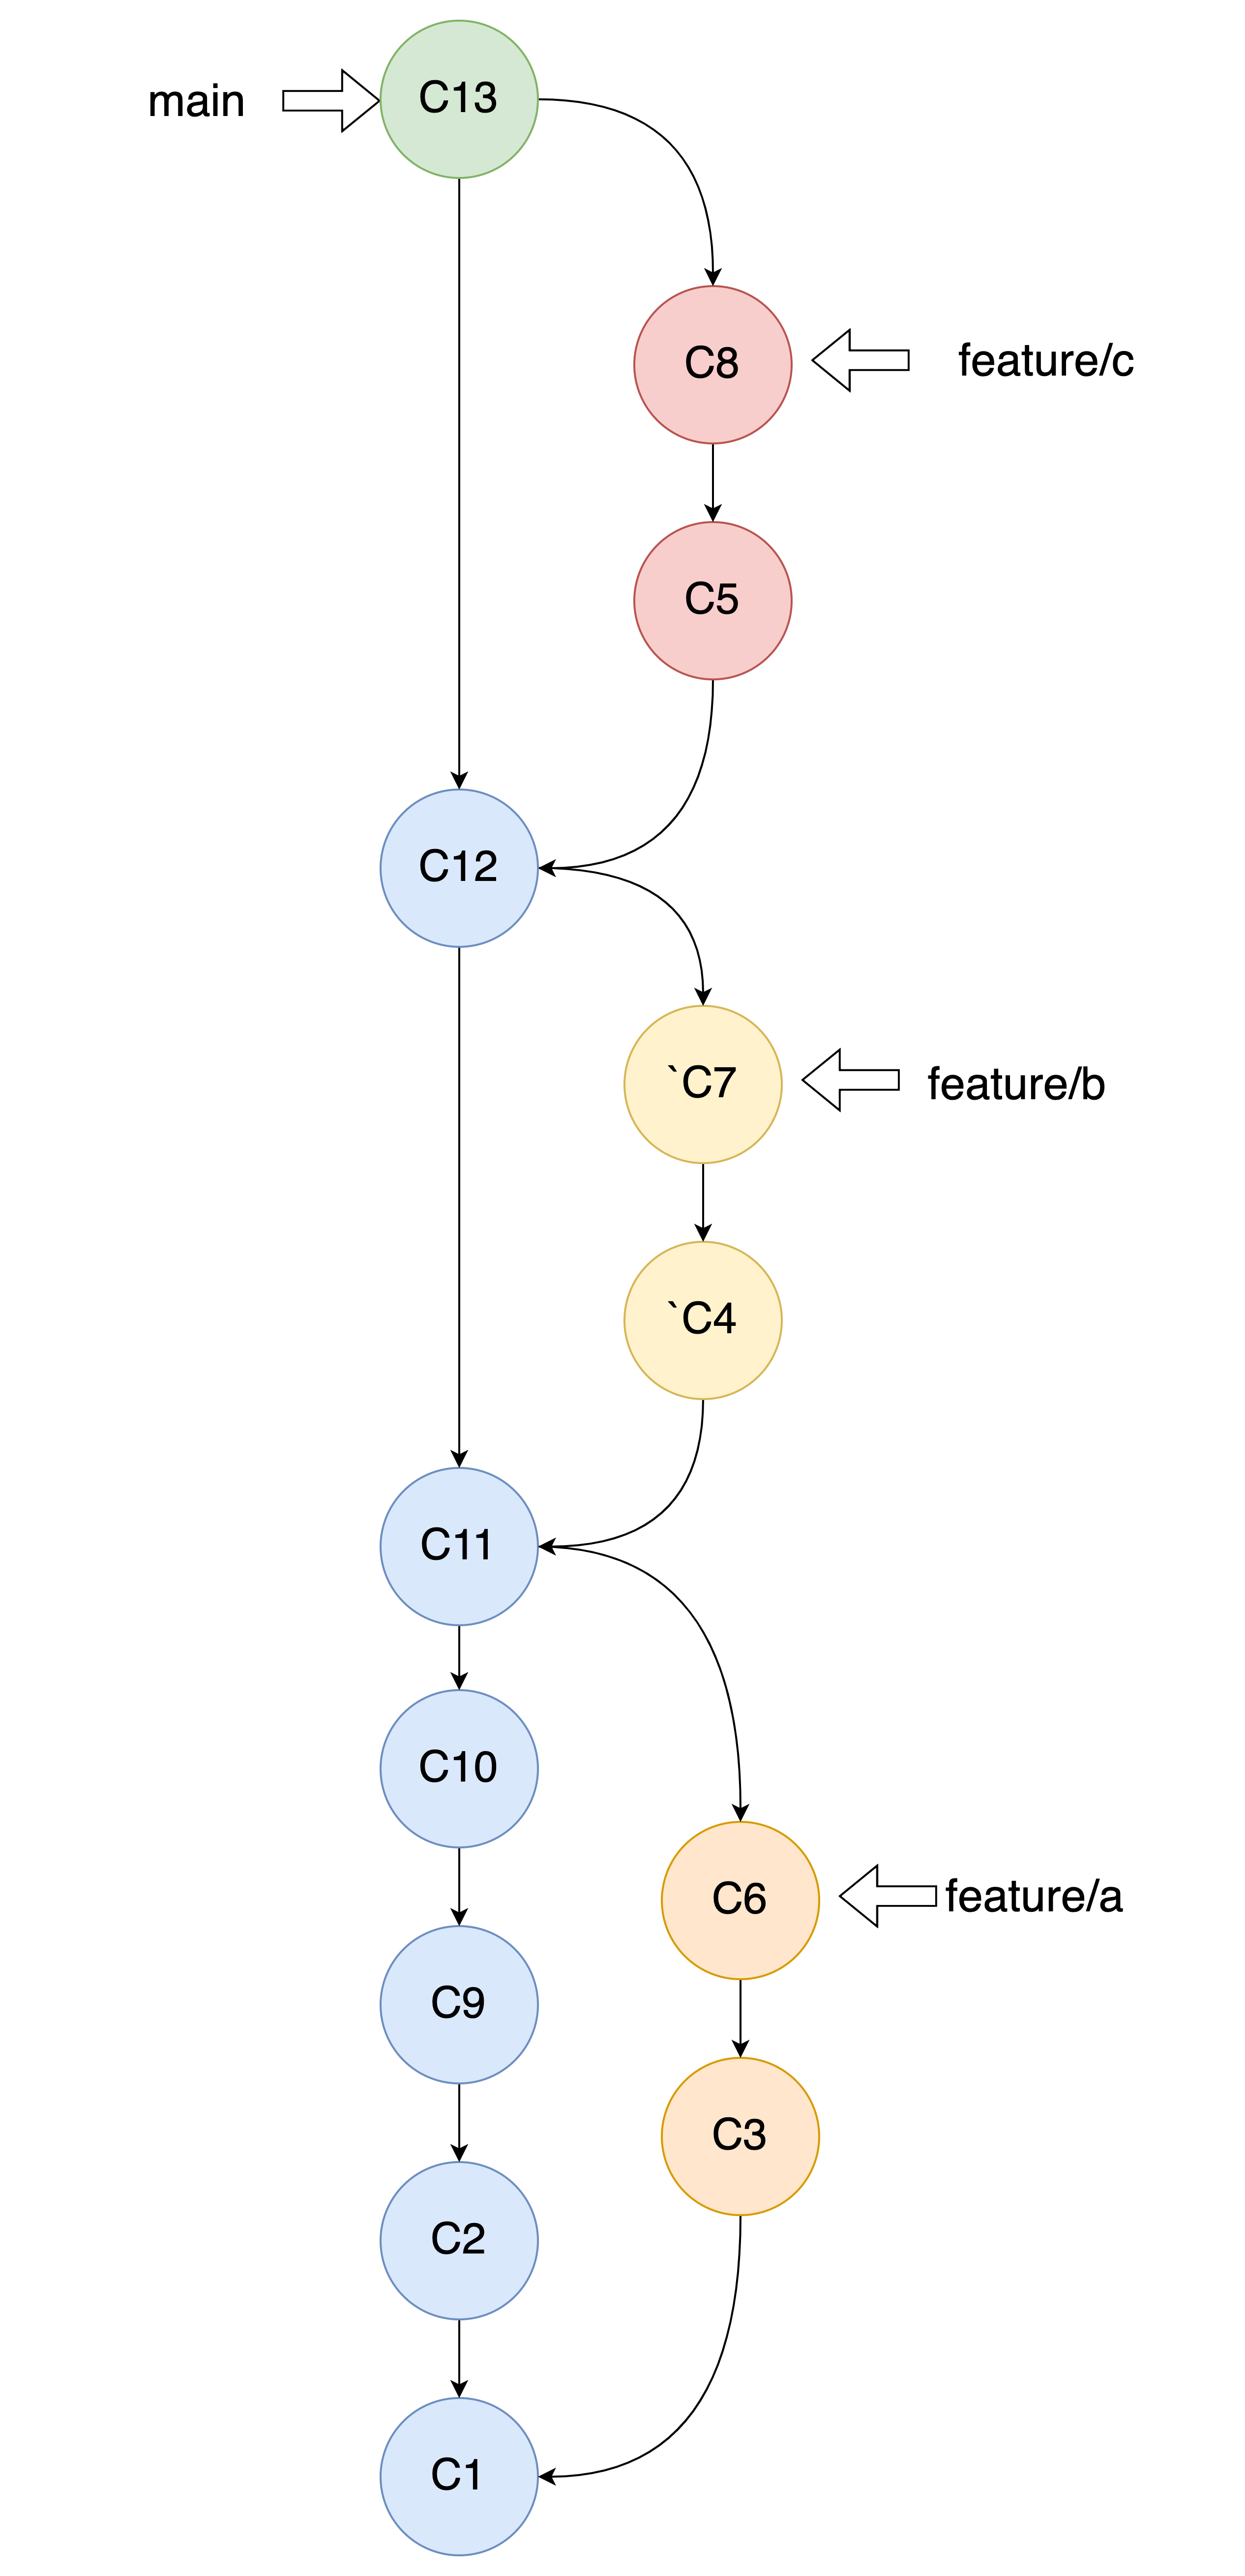 main
C13
C8
feature/c
C5
C12
`C7
feature/b
`C4
C11
C10
C6
feature/a
C9
C3
C2
C1